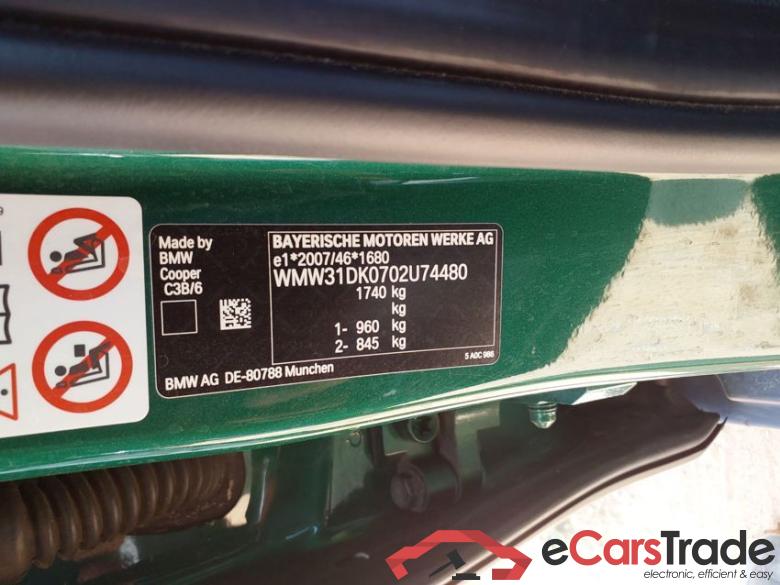 Made by
BMW
Cooper
C3B/6
BAYERISCHE MOTOREN WERKE AG
e1*2007/46*1680
WMW31DK0702U74480
1740 kg
kg
1- 960 kg
2- 845 kg
5 A0C 986
BMW AG DE-80788 Munchen
eCarsTrade
electronic, efficient & easy